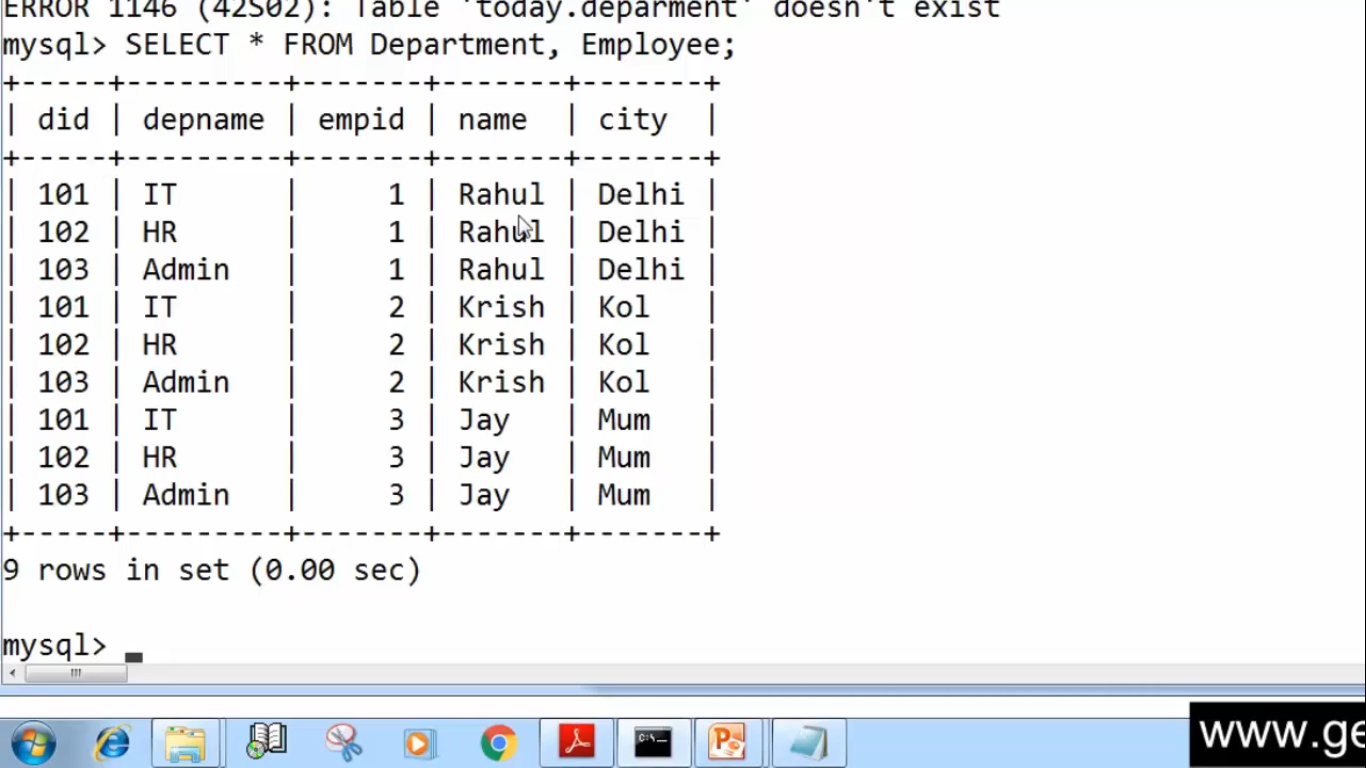 ERROR 1146 (42S02): Table 'today.deparment' doesn't exist
mysql> SELECT * FROM Department, Employee;
+-----+---------+-------+-------+-------+
| did | depname | empid | name  | city  |
+-----+---------+-------+-------+-------+
| 101 | IT      |     1 | Rahul | Delhi |
| 102 | HR      |     1 | Rahul | Delhi |
| 103 | Admin   |     1 | Rahul | Delhi |
| 101 | IT      |     2 | Krish | Kol   |
| 102 | HR      |     2 | Krish | Kol   |
| 103 | Admin   |     2 | Krish | Kol   |
| 101 | IT      |     3 | Jay   | Mum   |
| 102 | HR      |     3 | Jay   | Mum   |
| 103 | Admin   |     3 | Jay   | Mum   |
+-----+---------+-------+-------+-------+
9 rows in set (0.00 sec)
mysql>
www.ge